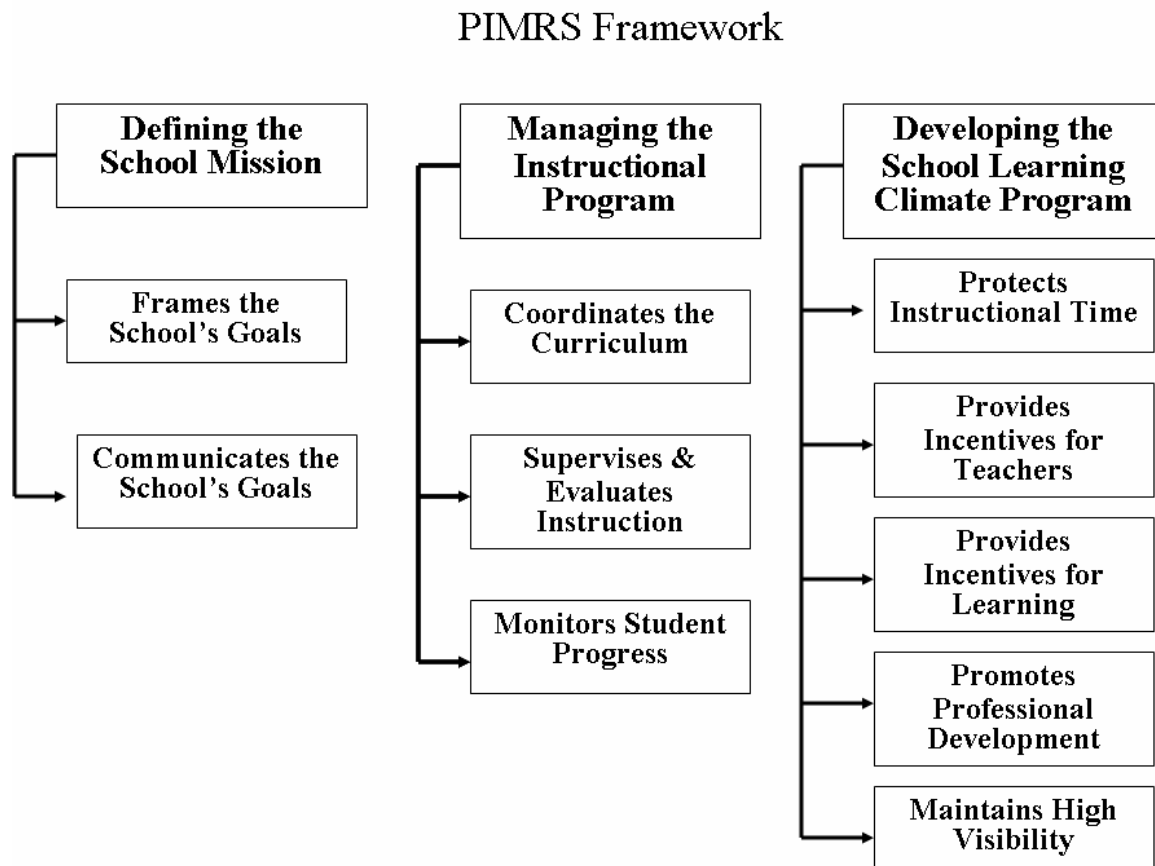 PIMRS Framework
Defining the
School Mission
Frames the
School’s Goals
Communicates the
School’s Goals
Managing the
Instructional
Program
Coordinates the
Curriculum
Supervises &
Evaluates
Instruction
Monitors Student
Progress
Developing the
School Learning
Climate Program
Protects
Instructional Time
Provides
Incentives for
Teachers
Provides
Incentives for
Learning
Promotes
Professional
Development
Maintains High
Visibility